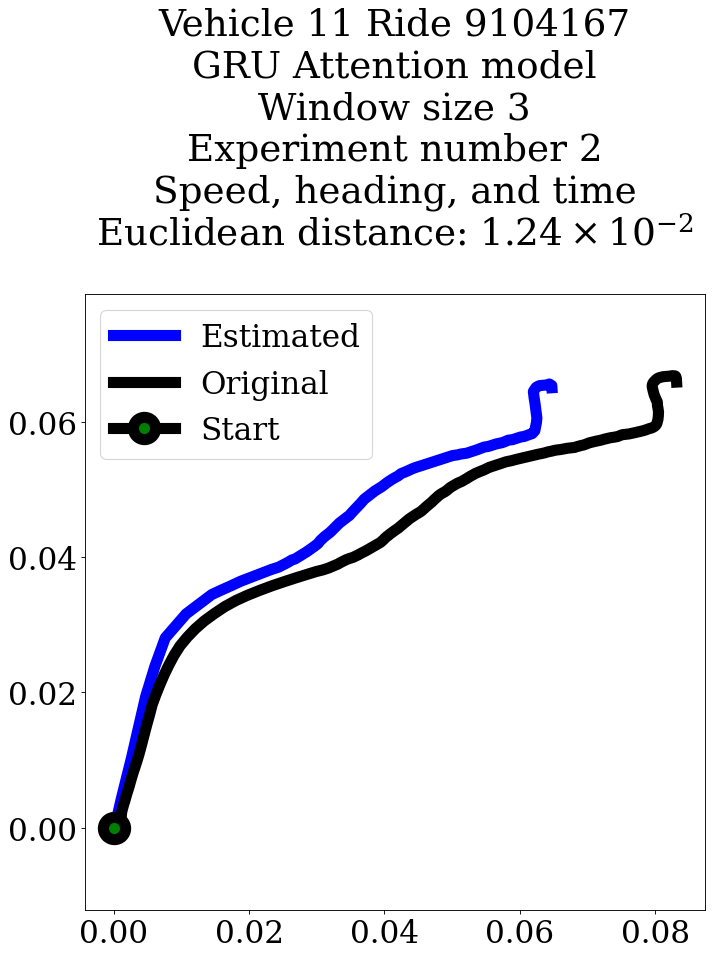 Vehicle 11 Ride 9104167
GRU Attention model
Window size 3
Experiment number 2
Speed, heading, and time
Euclidean distance: 1.24 × 10⁻²
Estimated
Original
Start
0.06
0.04
0.02
0.00
0.00 0.02 0.04 0.06 0.08